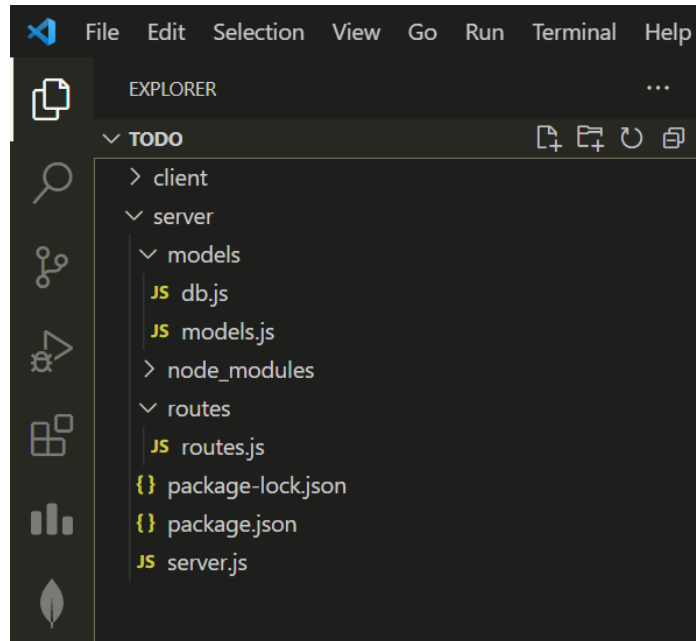 File Edit Selection View Go Run Terminal Help
EXPLORER
TODO
client
server
models
JS db.js
JS models.js
node_modules
routes
JS routes.js
{} package-lock.json
{} package.json
JS server.js